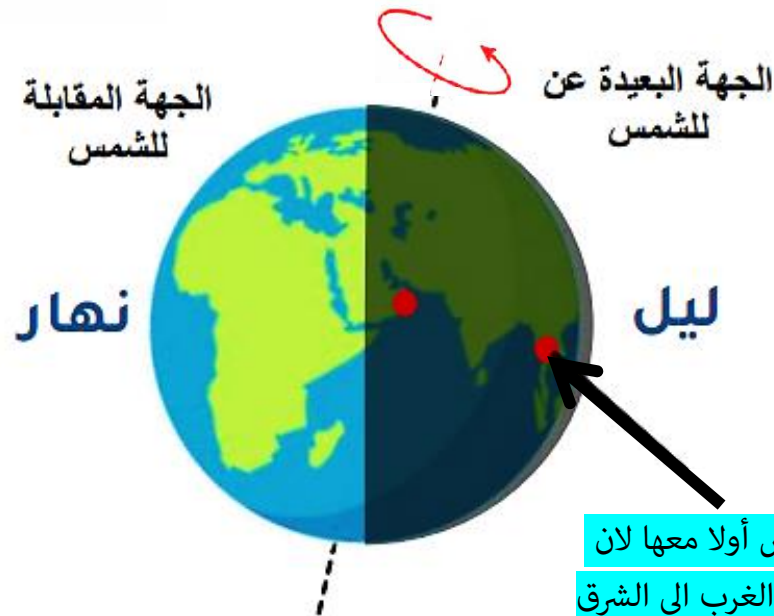 الجهة البعيدة عن
للشمس
الجهة المقابلة
للشمس
ليل
نهار
أولا معها لان
الغرب الى الشرق